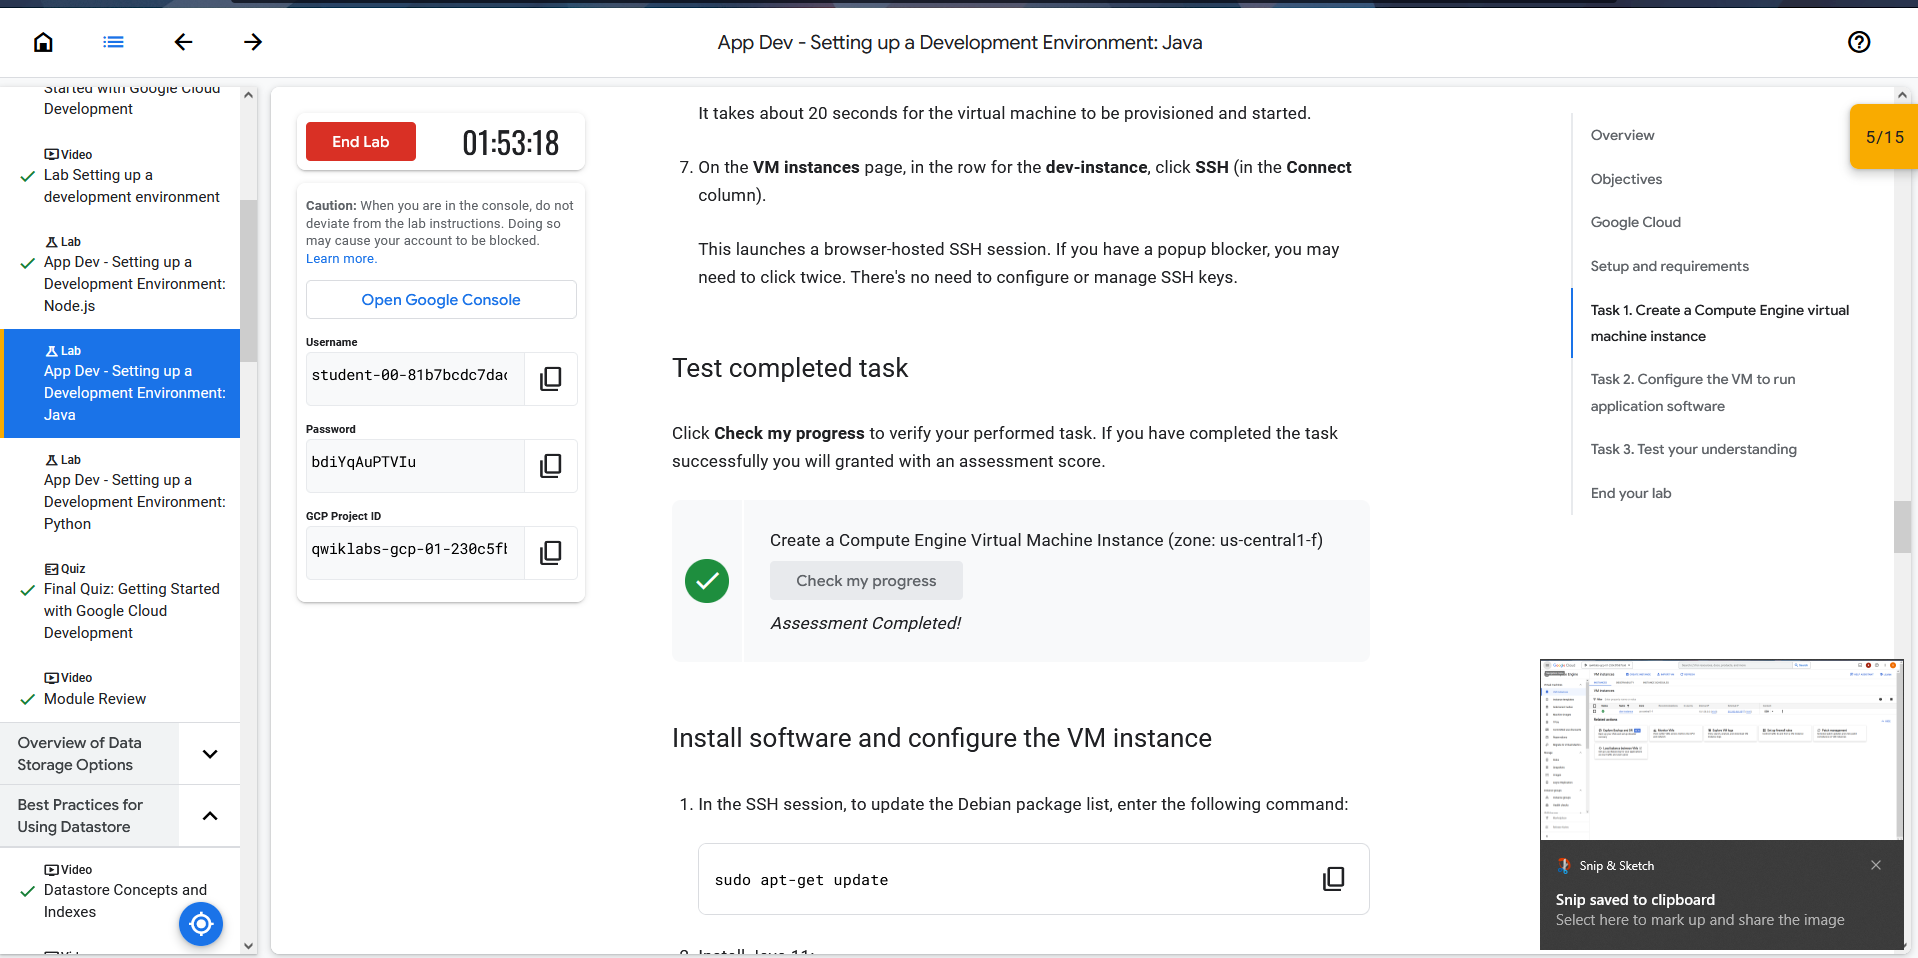 App Dev - Setting up a Development Environment: Java
Started with Google Cloud
Development
Video
Lab Setting up a
development environment
Lab
App Dev - Setting up a
Development Environment:
Node.js
Lab
App Dev - Setting up a
Development Environment:
Java
Lab
App Dev - Setting up a
Development Environment:
Python
Quiz
Final Quiz: Getting Started
with Google Cloud
Development
Video
Module Review
Overview of Data
Storage Options
Best Practices for
Using Datastore
Video
Datastore Concepts and
Indexes
End Lab
01:53:18
Caution: When you are in the console, do not
deviate from the lab instructions. Doing so
may cause your account to be blocked.
Learn more.
Open Google Console
Username
student-00-81b7bcdc7dac
Password
bdiYqAuPTVIu
GCP Project ID
qwiklabs-gcp-01-230c5fb
It takes about 20 seconds for the virtual machine to be provisioned and started.
7. On the VM instances page, in the row for the dev-instance, click SSH (in the Connect
column).
This launches a browser-hosted SSH session. If you have a popup blocker, you may
need to click twice. There's no need to configure or manage SSH keys.
Test completed task
Click Check my progress to verify your performed task. If you have completed the task
successfully you will granted with an assessment score.
Create a Compute Engine Virtual Machine Instance (zone: us-central1-f)
Check my progress
Assessment Completed!
Install software and configure the VM instance
1. In the SSH session, to update the Debian package list, enter the following command:
sudo apt-get update
2. Install Java 11:
Overview
Objectives
Google Cloud
Setup and requirements
Task 1. Create a Compute Engine virtual
machine instance
Task 2. Configure the VM to run
application software
Task 3. Test your understanding
End your lab
5/15
Snip & Sketch
Snip saved to clipboard
Select here to mark up and share the image